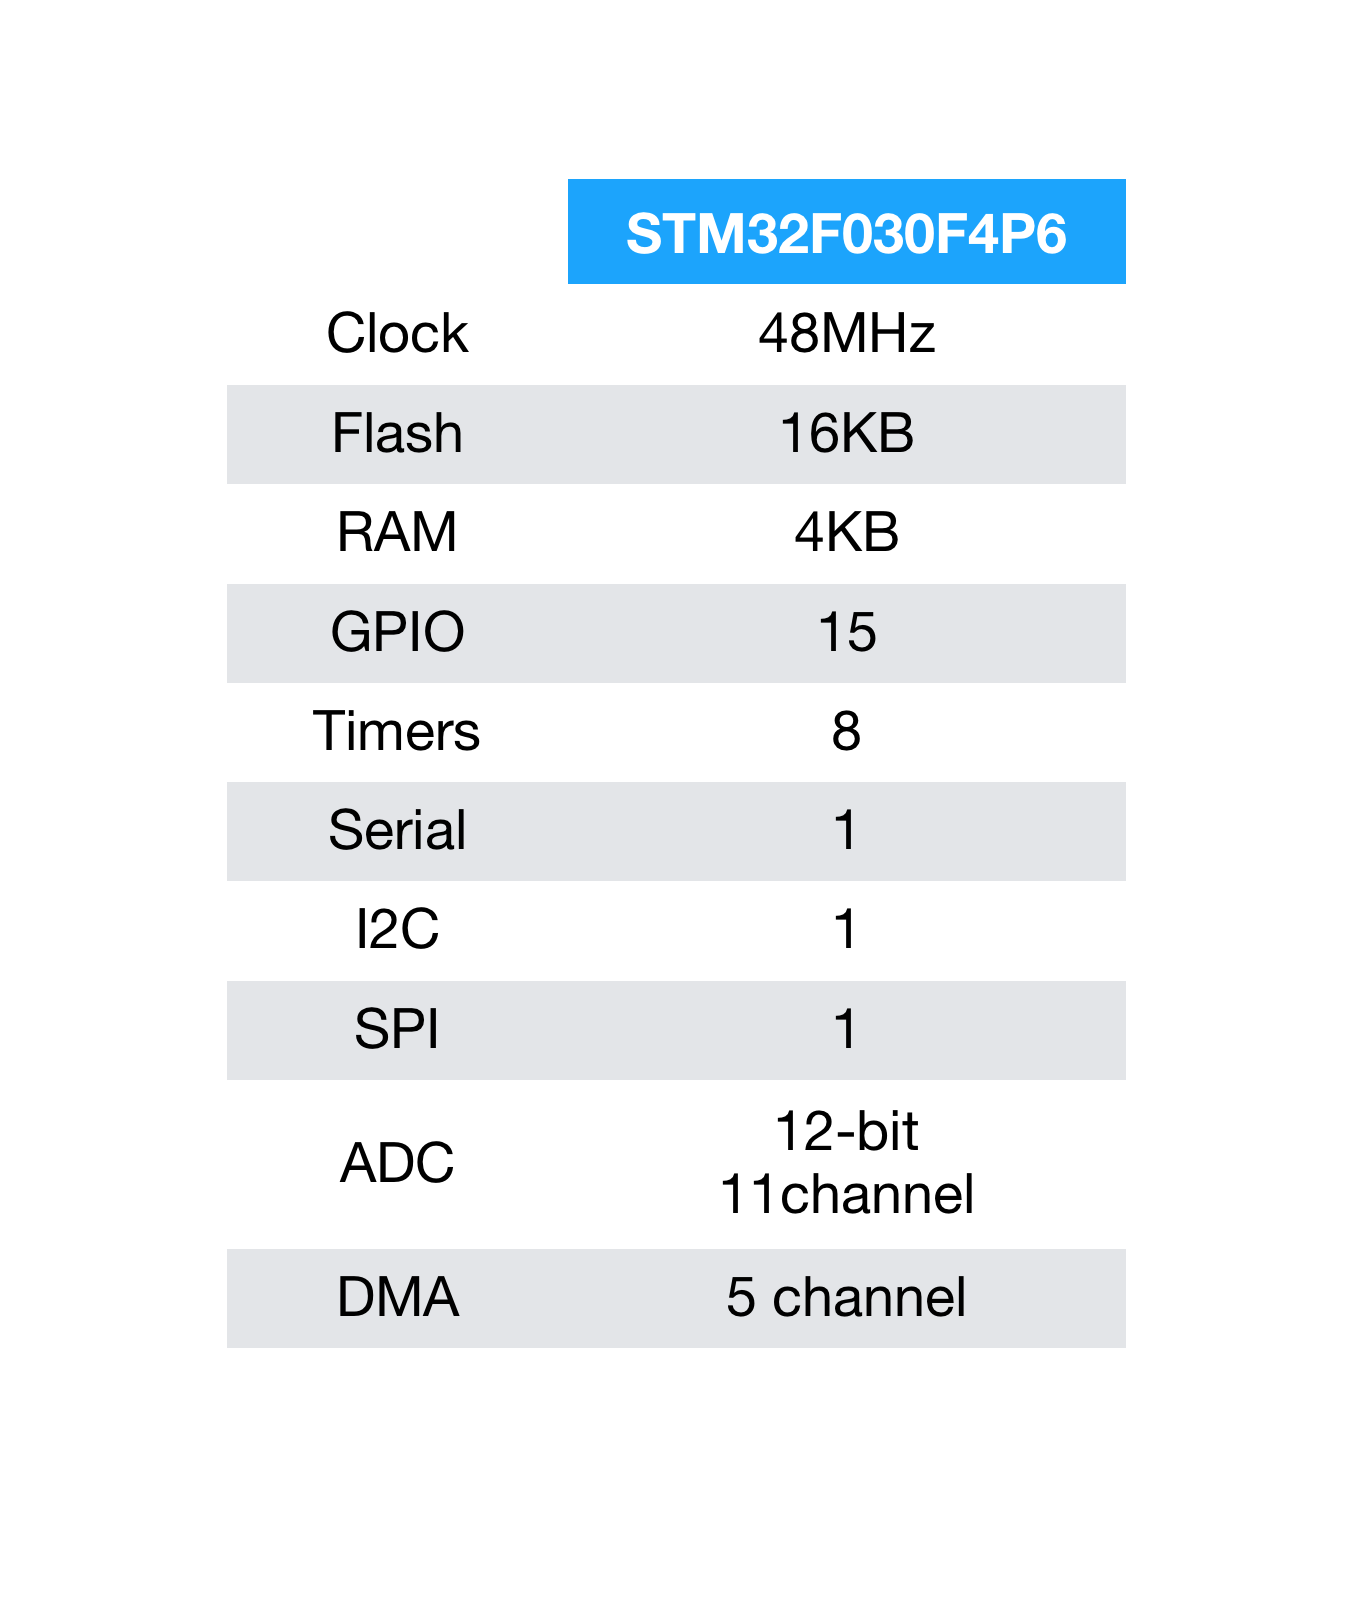 STM32F030F4P6
Clock 48MHz
Flash 16KB
RAM 4KB
GPIO 15
Timers 8
Serial 1
I2C 1
SPI 1
ADC 12-bit
11channel
DMA 5 channel